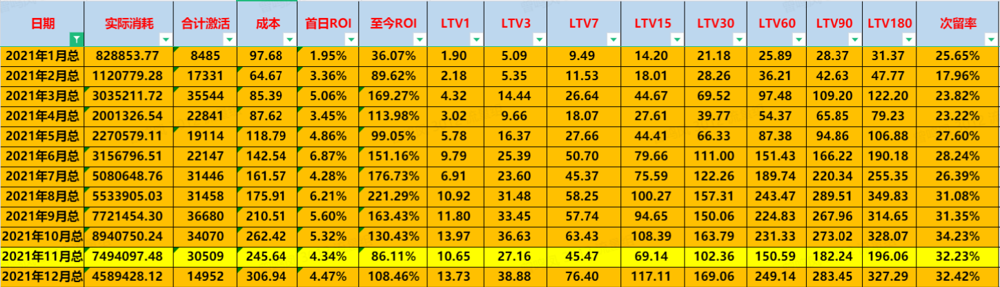 日期 实际消耗 合计激活 成本 首日ROI 至今ROI LTV1 LTV3 LTV7 LTV15 LTV30 LTV60 LTV90 LTV180 次留率
2021年1月总 828853.77 8485 97.68 1.95% 36.07% 1.90 5.09 9.49 14.20 21.18 25.89 28.37 31.37 25.65%
2021年2月总 1120779.28 17331 64.67 3.36% 89.62% 2.18 5.35 11.53 18.01 28.26 36.21 42.63 47.77 17.96%
2021年3月总 3035211.72 35544 85.39 5.06% 169.27% 4.32 14.44 26.64 44.67 69.52 97.48 109.20 122.20 23.82%
2021年4月总 2001326.54 22841 87.62 3.45% 113.98% 3.02 9.66 18.07 27.61 39.77 54.37 65.85 79.23 23.22%
2021年5月总 2270579.11 19114 118.79 4.86% 99.05% 5.78 16.37 27.66 44.41 66.33 87.38 94.86 106.88 27.60%
2021年6月总 3156796.51 22147 142.54 6.87% 151.16% 9.79 25.39 50.70 79.66 111.00 151.43 166.22 190.18 28.24%
2021年7月总 5080648.76 31446 161.57 4.28% 176.73% 6.91 23.60 45.37 75.59 122.26 189.74 220.34 255.35 26.39%
2021年8月总 5533905.03 31458 175.91 6.21% 221.29% 10.92 31.48 58.25 100.27 157.31 243.47 289.51 349.83 31.08%
2021年9月总 7721454.30 36680 210.51 5.60% 163.43% 11.80 33.45 57.74 94.65 150.06 224.83 267.96 314.65 31.35%
2021年10月总 8940750.24 34070 262.42 5.32% 130.43% 13.97 36.63 63.43 108.39 163.79 231.33 273.02 328.07 34.23%
2021年11月总 7494097.48 30509 245.64 4.34% 86.11% 10.65 27.16 45.47 69.14 102.36 150.59 182.24 196.06 32.23%
2021年12月总 4589428.12 14952 306.94 4.47% 108.46% 13.73 38.88 76.40 117.11 169.06 249.14 283.45 327.29 32.42%